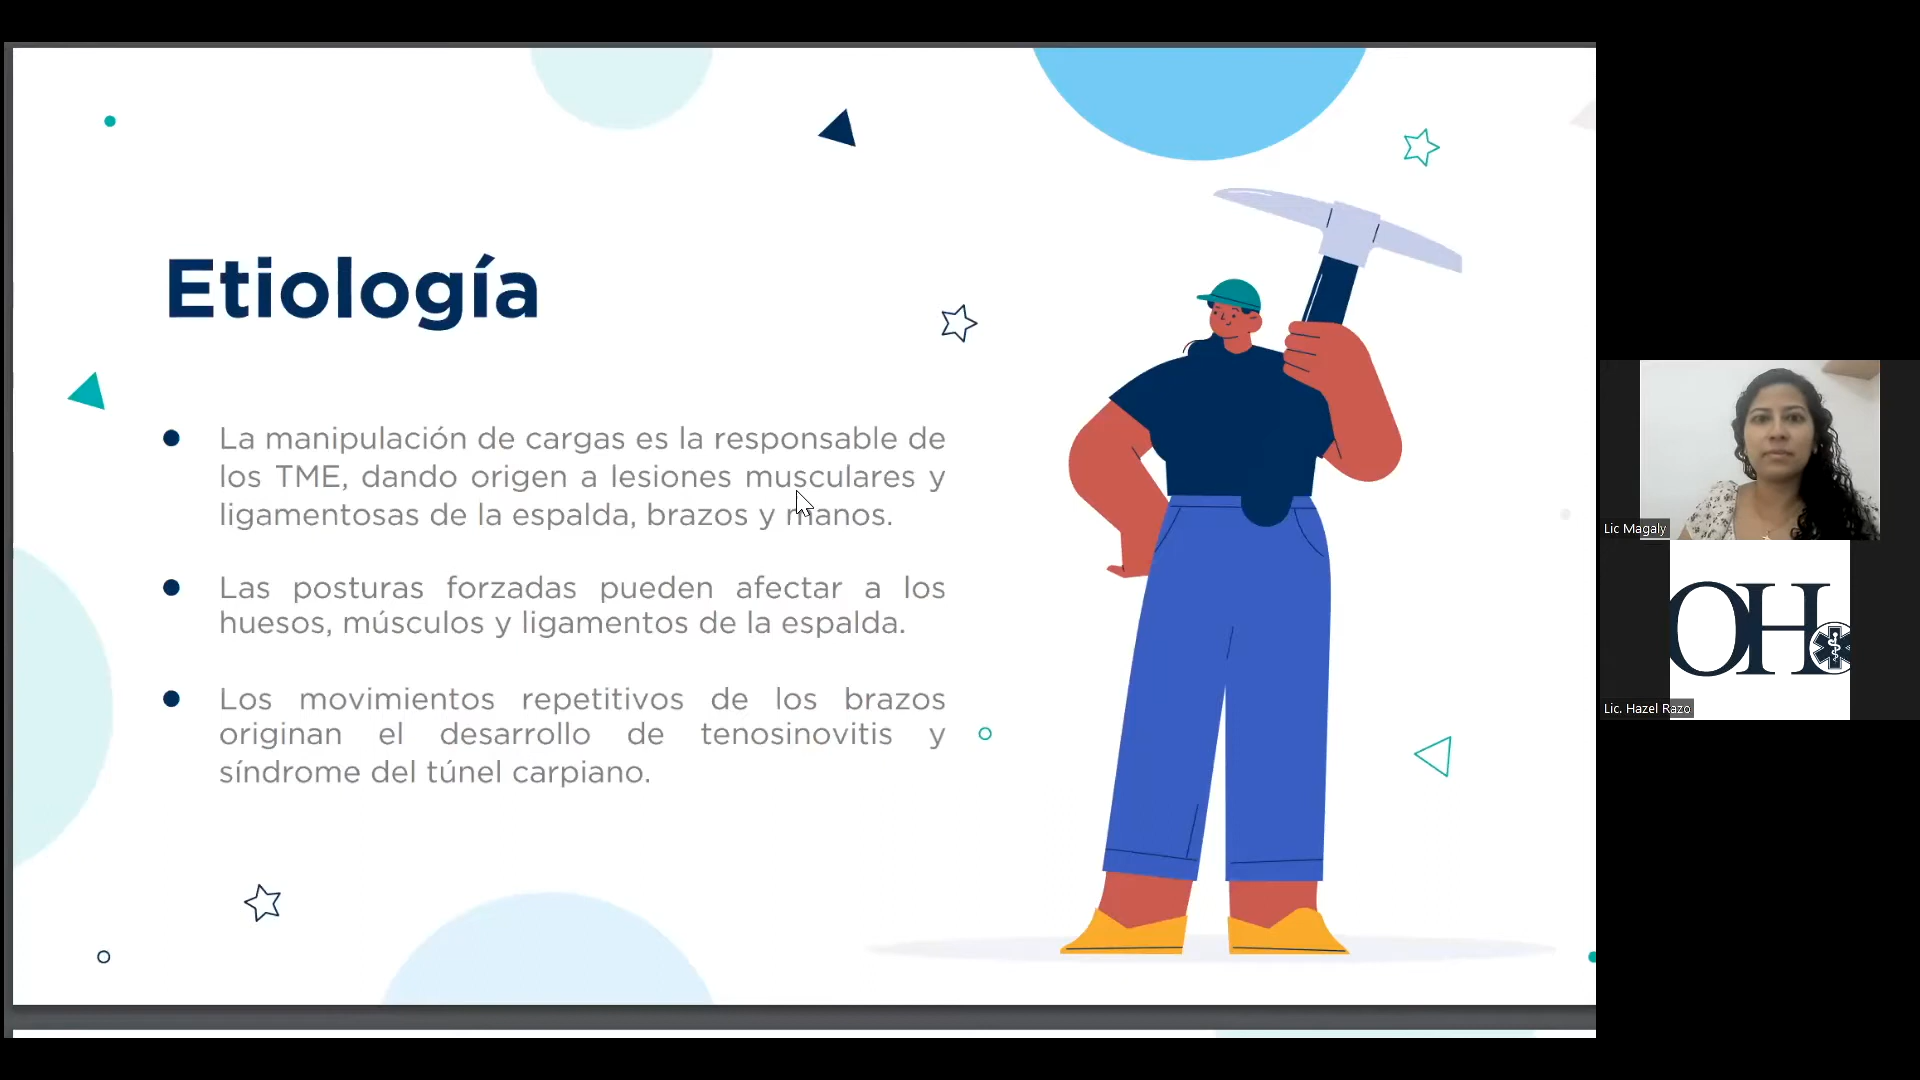 Etiología
La manipulación de cargas es la responsable de
los TME, dando origen a lesiones musculares y
ligamentosas de la espalda, brazos y manos.
Las posturas forzadas pueden afectar a los
huesos, músculos y ligamentos de la espalda.
Los movimientos repetitivos de los brazos
originan el desarrollo de tenosinovitis y
síndrome del túnel carpiano.
Lic Magaly
OH
Lic. Hazel Razo